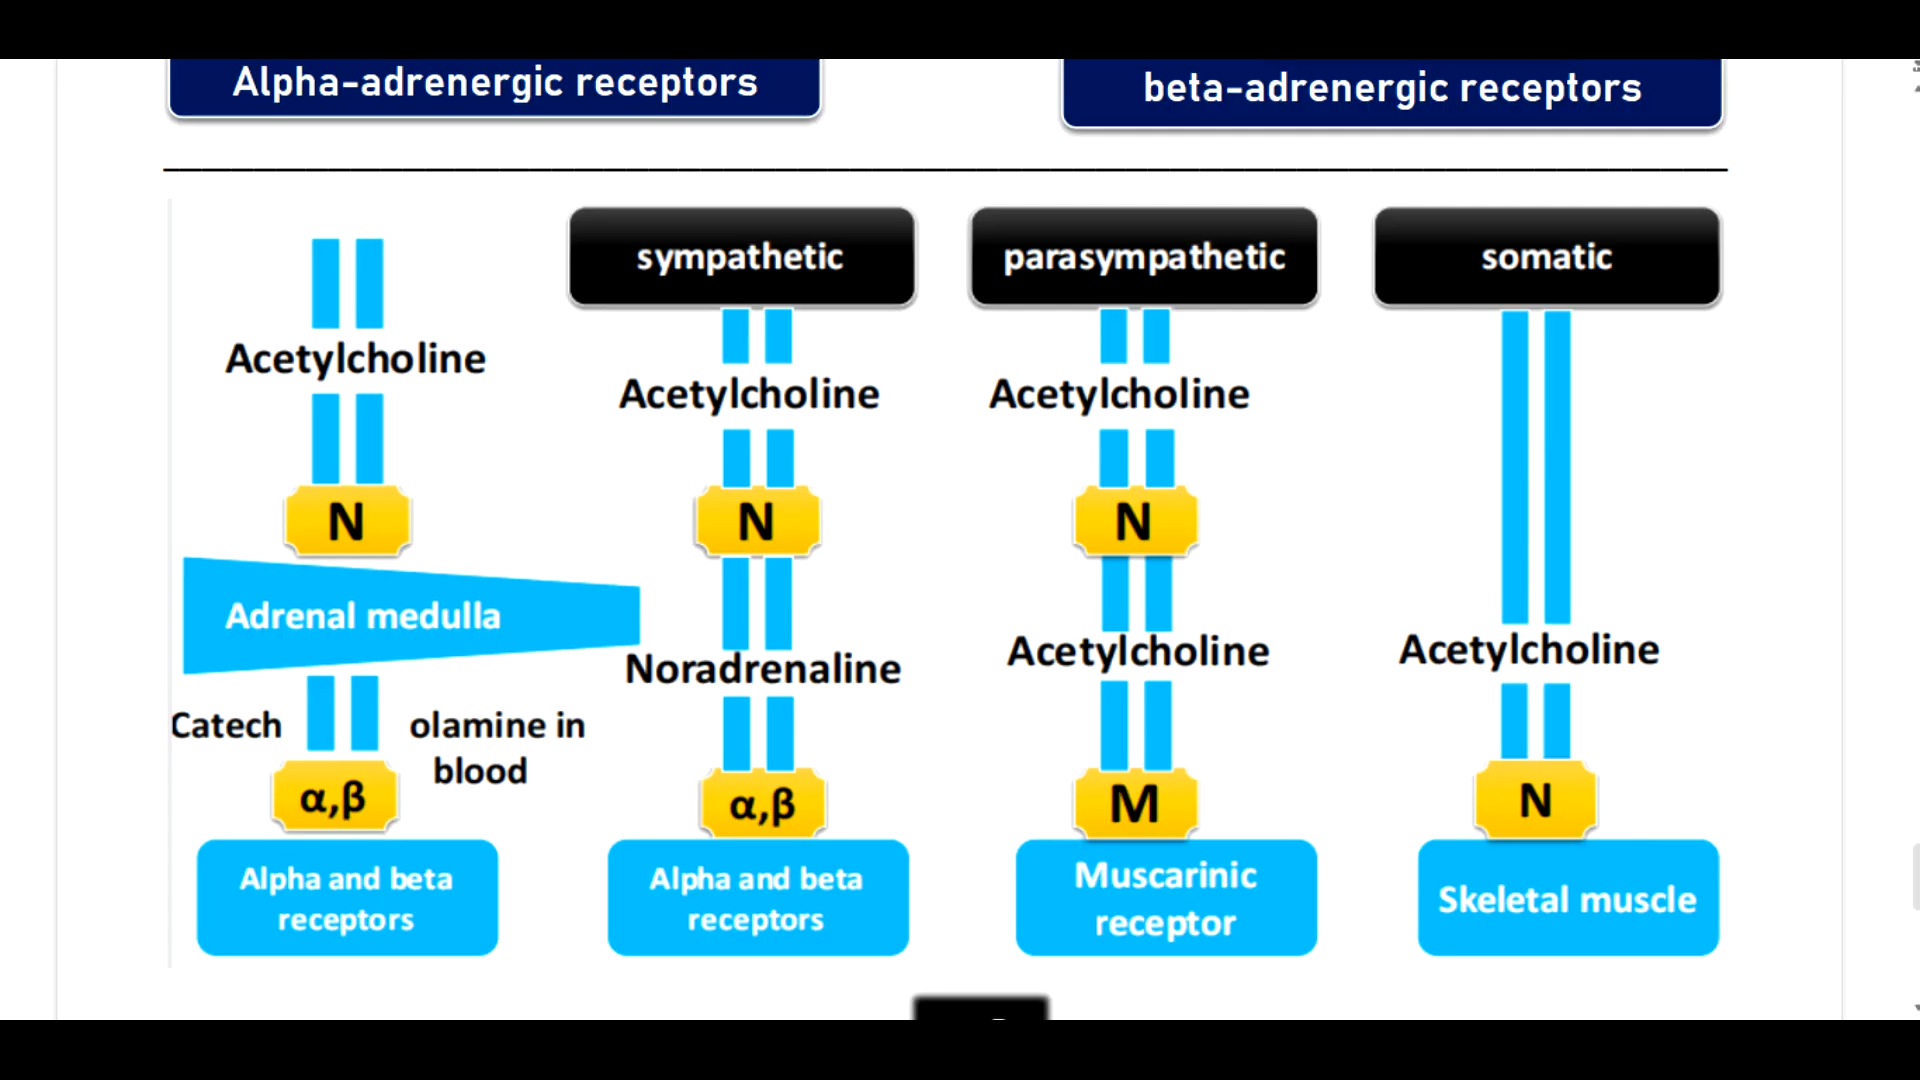 Alpha-adrenergic receptors
beta-adrenergic receptors
sympathetic
parasympathetic
somatic
Acetylcholine
Acetylcholine
Acetylcholine
N
N
N
Adrenal medulla
Noradrenaline
Acetylcholine
Acetylcholine
Catech
olamine in
blood
α,β
α,β
M
N
Alpha and beta
receptors
Alpha and beta
receptors
Muscarinic
receptor
Skeletal muscle